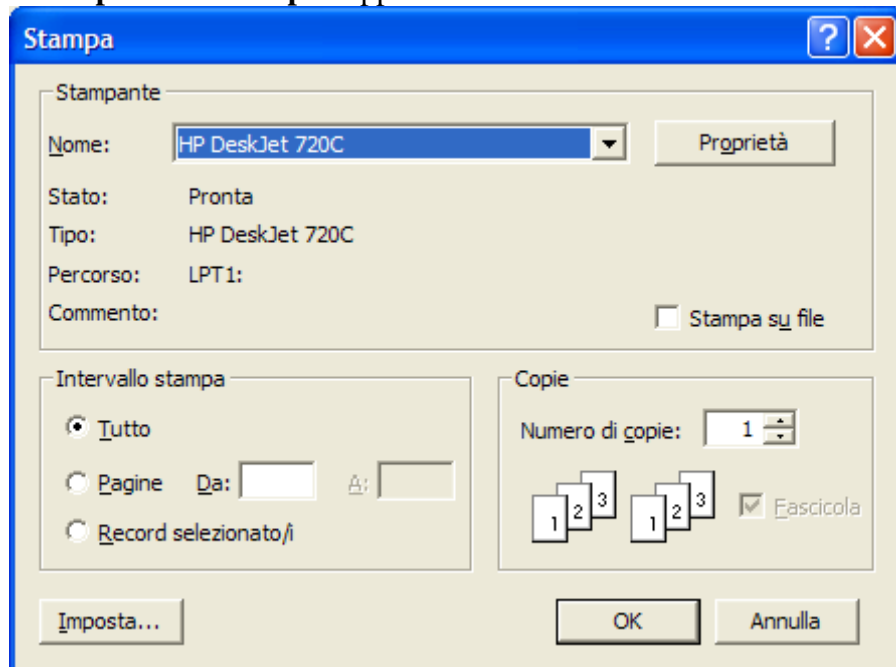 Stampa
Stampante
Nome: HP DeskJet 720C Proprietà
Stato: Pronta
Tipo: HP DeskJet 720C
Percorso: LPT1:
Commento:
Stampa su file
Intervallo stampa
Tutto
Pagine Da: A:
Record selezionato/i
Copie
Numero di copie: 1
1 2 3 1 2 3 Fascicola
Imposta... OK Annulla